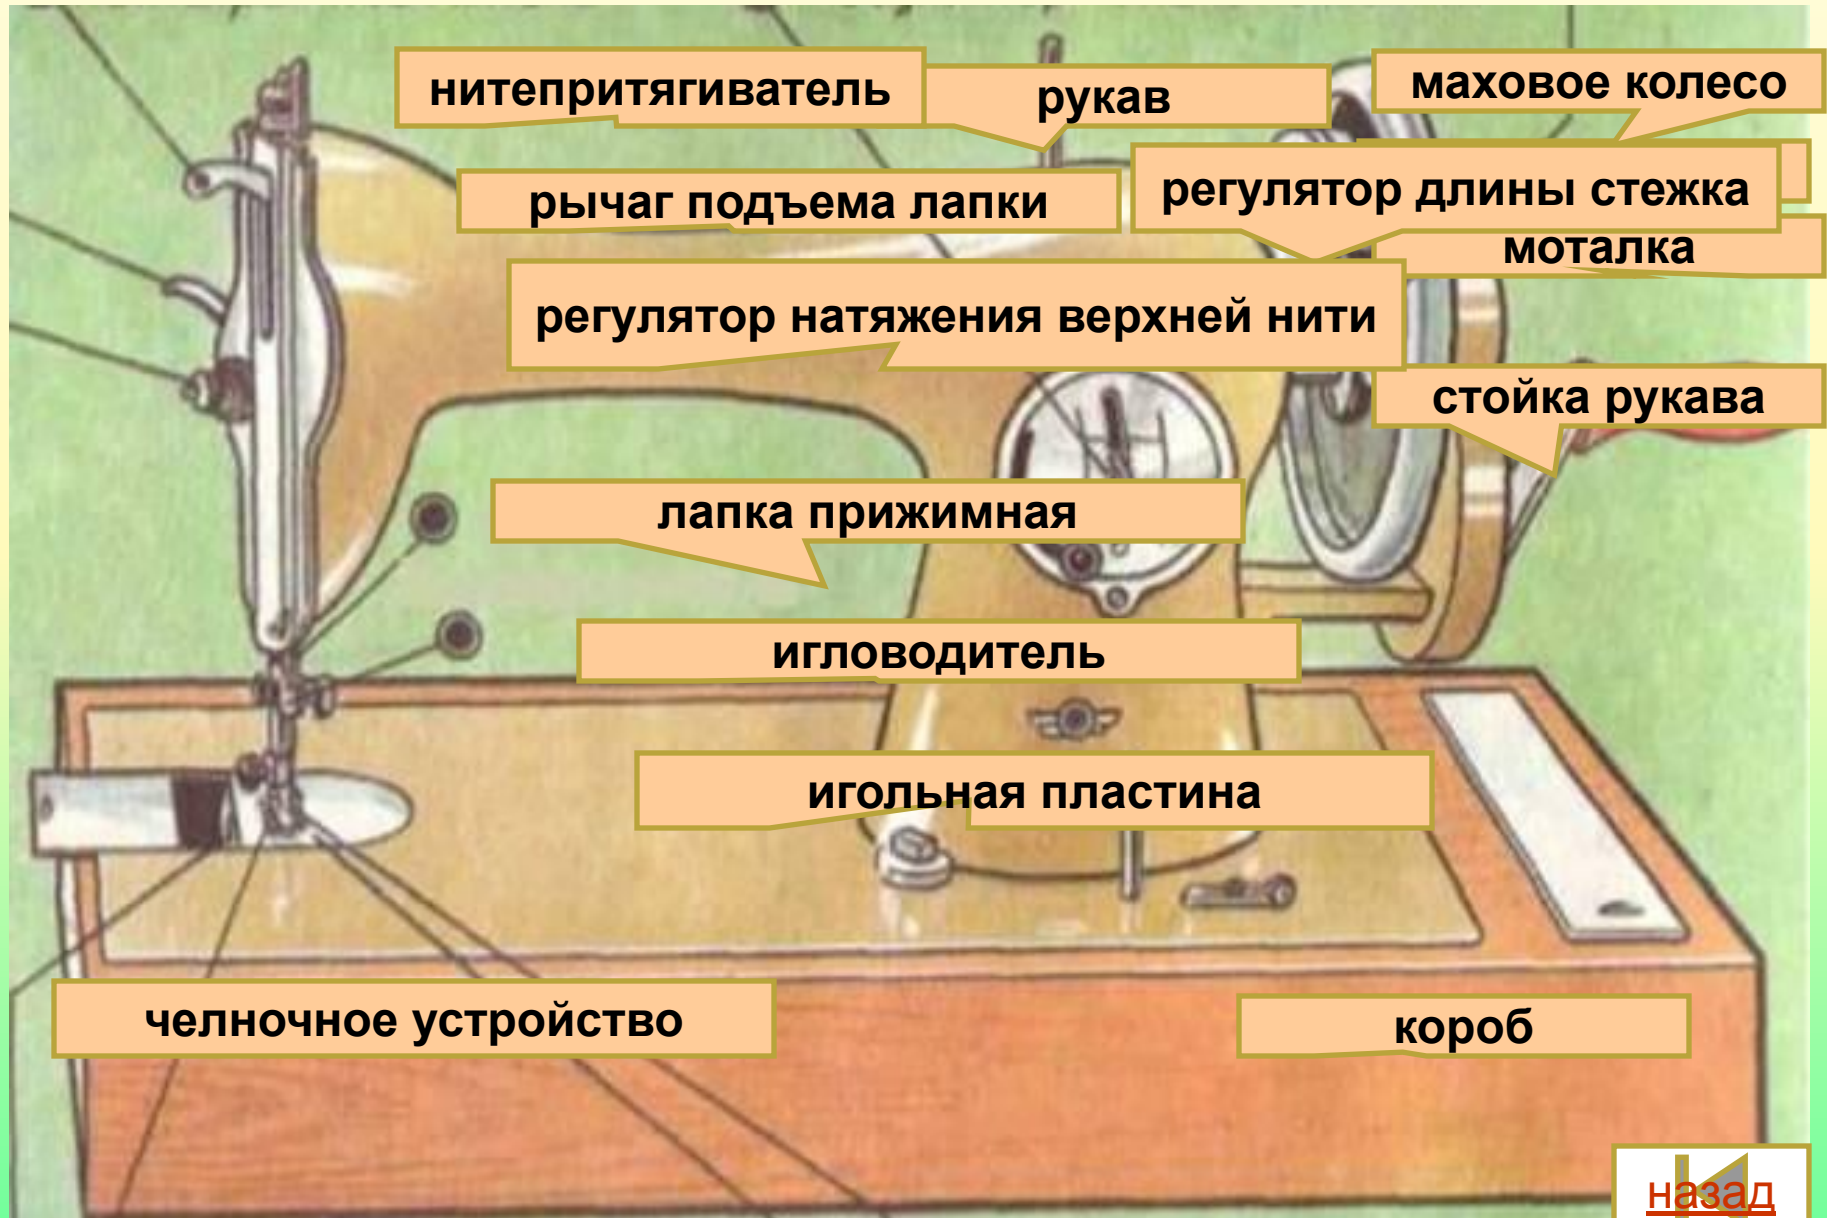 нитепритягиватель
рукав
маховое колесо
рычаг подъема лапки
регулятор длины стежка
моталка
регулятор натяжения верхней нити
стойка рукава
лапка прижимная
игловодитель
игольная пластина
челночное устройство
короб
назад